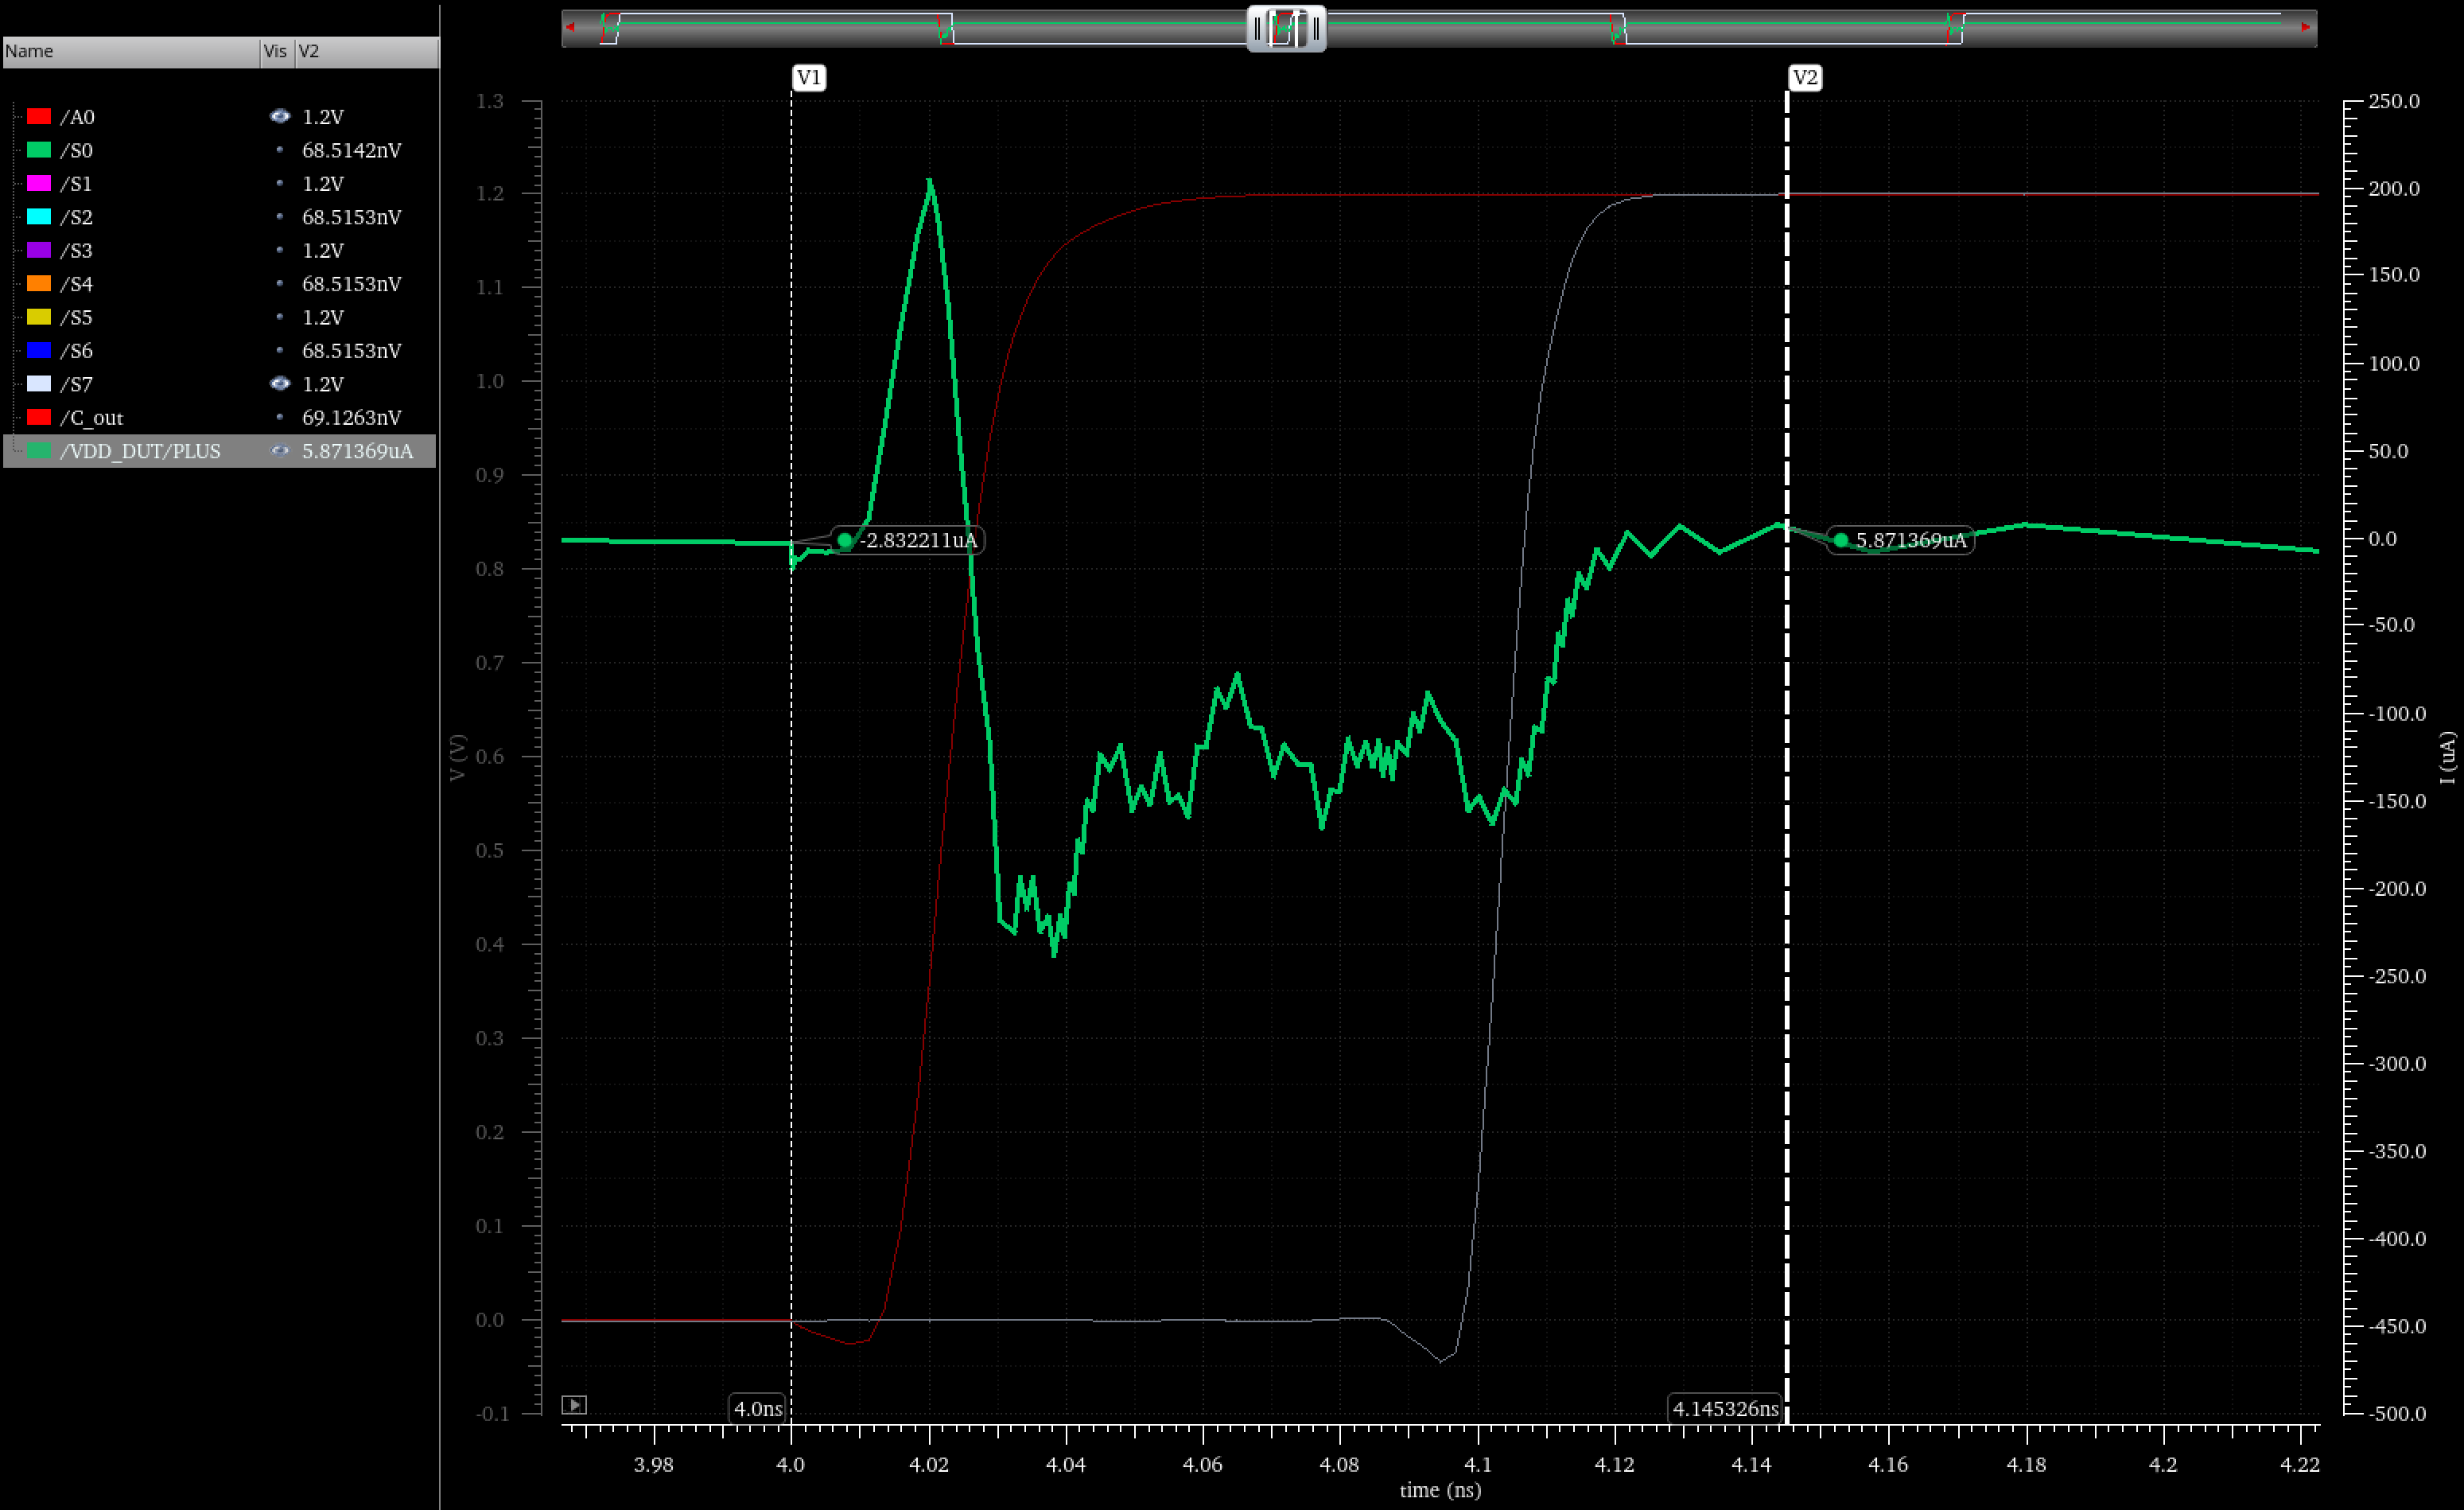 Name Vis V2
/A0 1.2V
/S0 68.5142nV
/S1 1.2V
/S2 68.5153nV
/S3 1.2V
/S4 68.5153nV
/S5 1.2V
/S6 68.5153nV
/S7 1.2V
/C_out 69.1263nV
/VDD_DUT/PLUS 5.871369uA
V1
V2
1.3
1.2
1.1
1.0
0.9
0.8
0.7
0.6
0.5
0.4
0.3
0.2
0.1
0.0
-0.1
V (V)
-2.832211uA
5.871369uA
4.0ns
4.145326ns
250.0
200.0
150.0
100.0
50.0
0.0
-50.0
-100.0
-150.0
-200.0
-250.0
-300.0
-350.0
-400.0
-450.0
-500.0
I (uA)
3.98 4.0 4.02 4.04 4.06 4.08 4.1 4.12 4.14 4.16 4.18 4.2 4.22
time (ns)